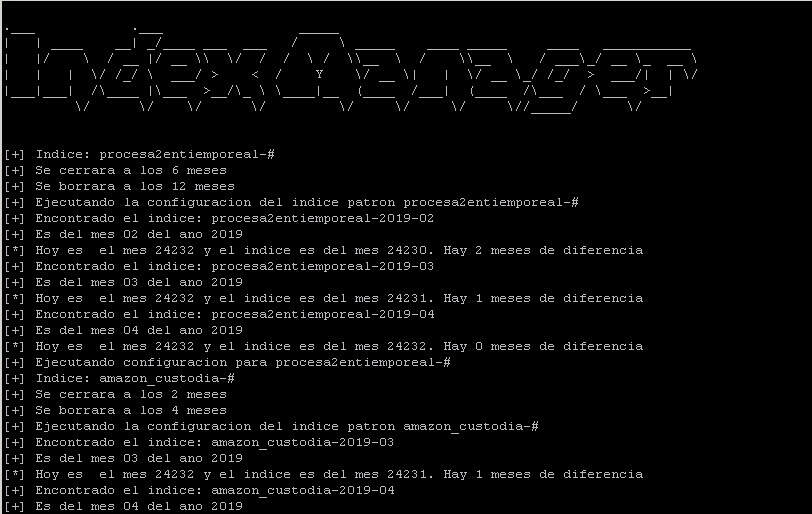 IndexManager
[+] Indice: procesa2entiemporeal-#
[+] Se cerrara a los 6 meses
[+] Se borrara a los 12 meses
[+] Ejecutando la configuracion del indice patron procesa2entiemporeal-#
[+] Encontrado el indice: procesa2entiemporeal-2019-02
[+] Es del mes 02 del ano 2019
[*] Hoy es  el mes 24232 y el indice es del mes 24230. Hay 2 meses de diferencia
[+] Encontrado el indice: procesa2entiemporeal-2019-03
[+] Es del mes 03 del ano 2019
[*] Hoy es  el mes 24232 y el indice es del mes 24231. Hay 1 meses de diferencia
[+] Encontrado el indice: procesa2entiemporeal-2019-04
[+] Es del mes 04 del ano 2019
[*] Hoy es  el mes 24232 y el indice es del mes 24232. Hay 0 meses de diferencia
[+] Ejecutando configuracion para procesa2entiemporeal-#
[+] Indice: amazon_custodia-#
[+] Se cerrara a los 2 meses
[+] Se borrara a los 4 meses
[+] Ejecutando la configuracion del indice patron amazon_custodia-#
[+] Encontrado el indice: amazon_custodia-2019-03
[+] Es del mes 03 del ano 2019
[*] Hoy es  el mes 24232 y el indice es del mes 24231. Hay 1 meses de diferencia
[+] Encontrado el indice: amazon_custodia-2019-04
[+] Es del mes 04 del ano 2019